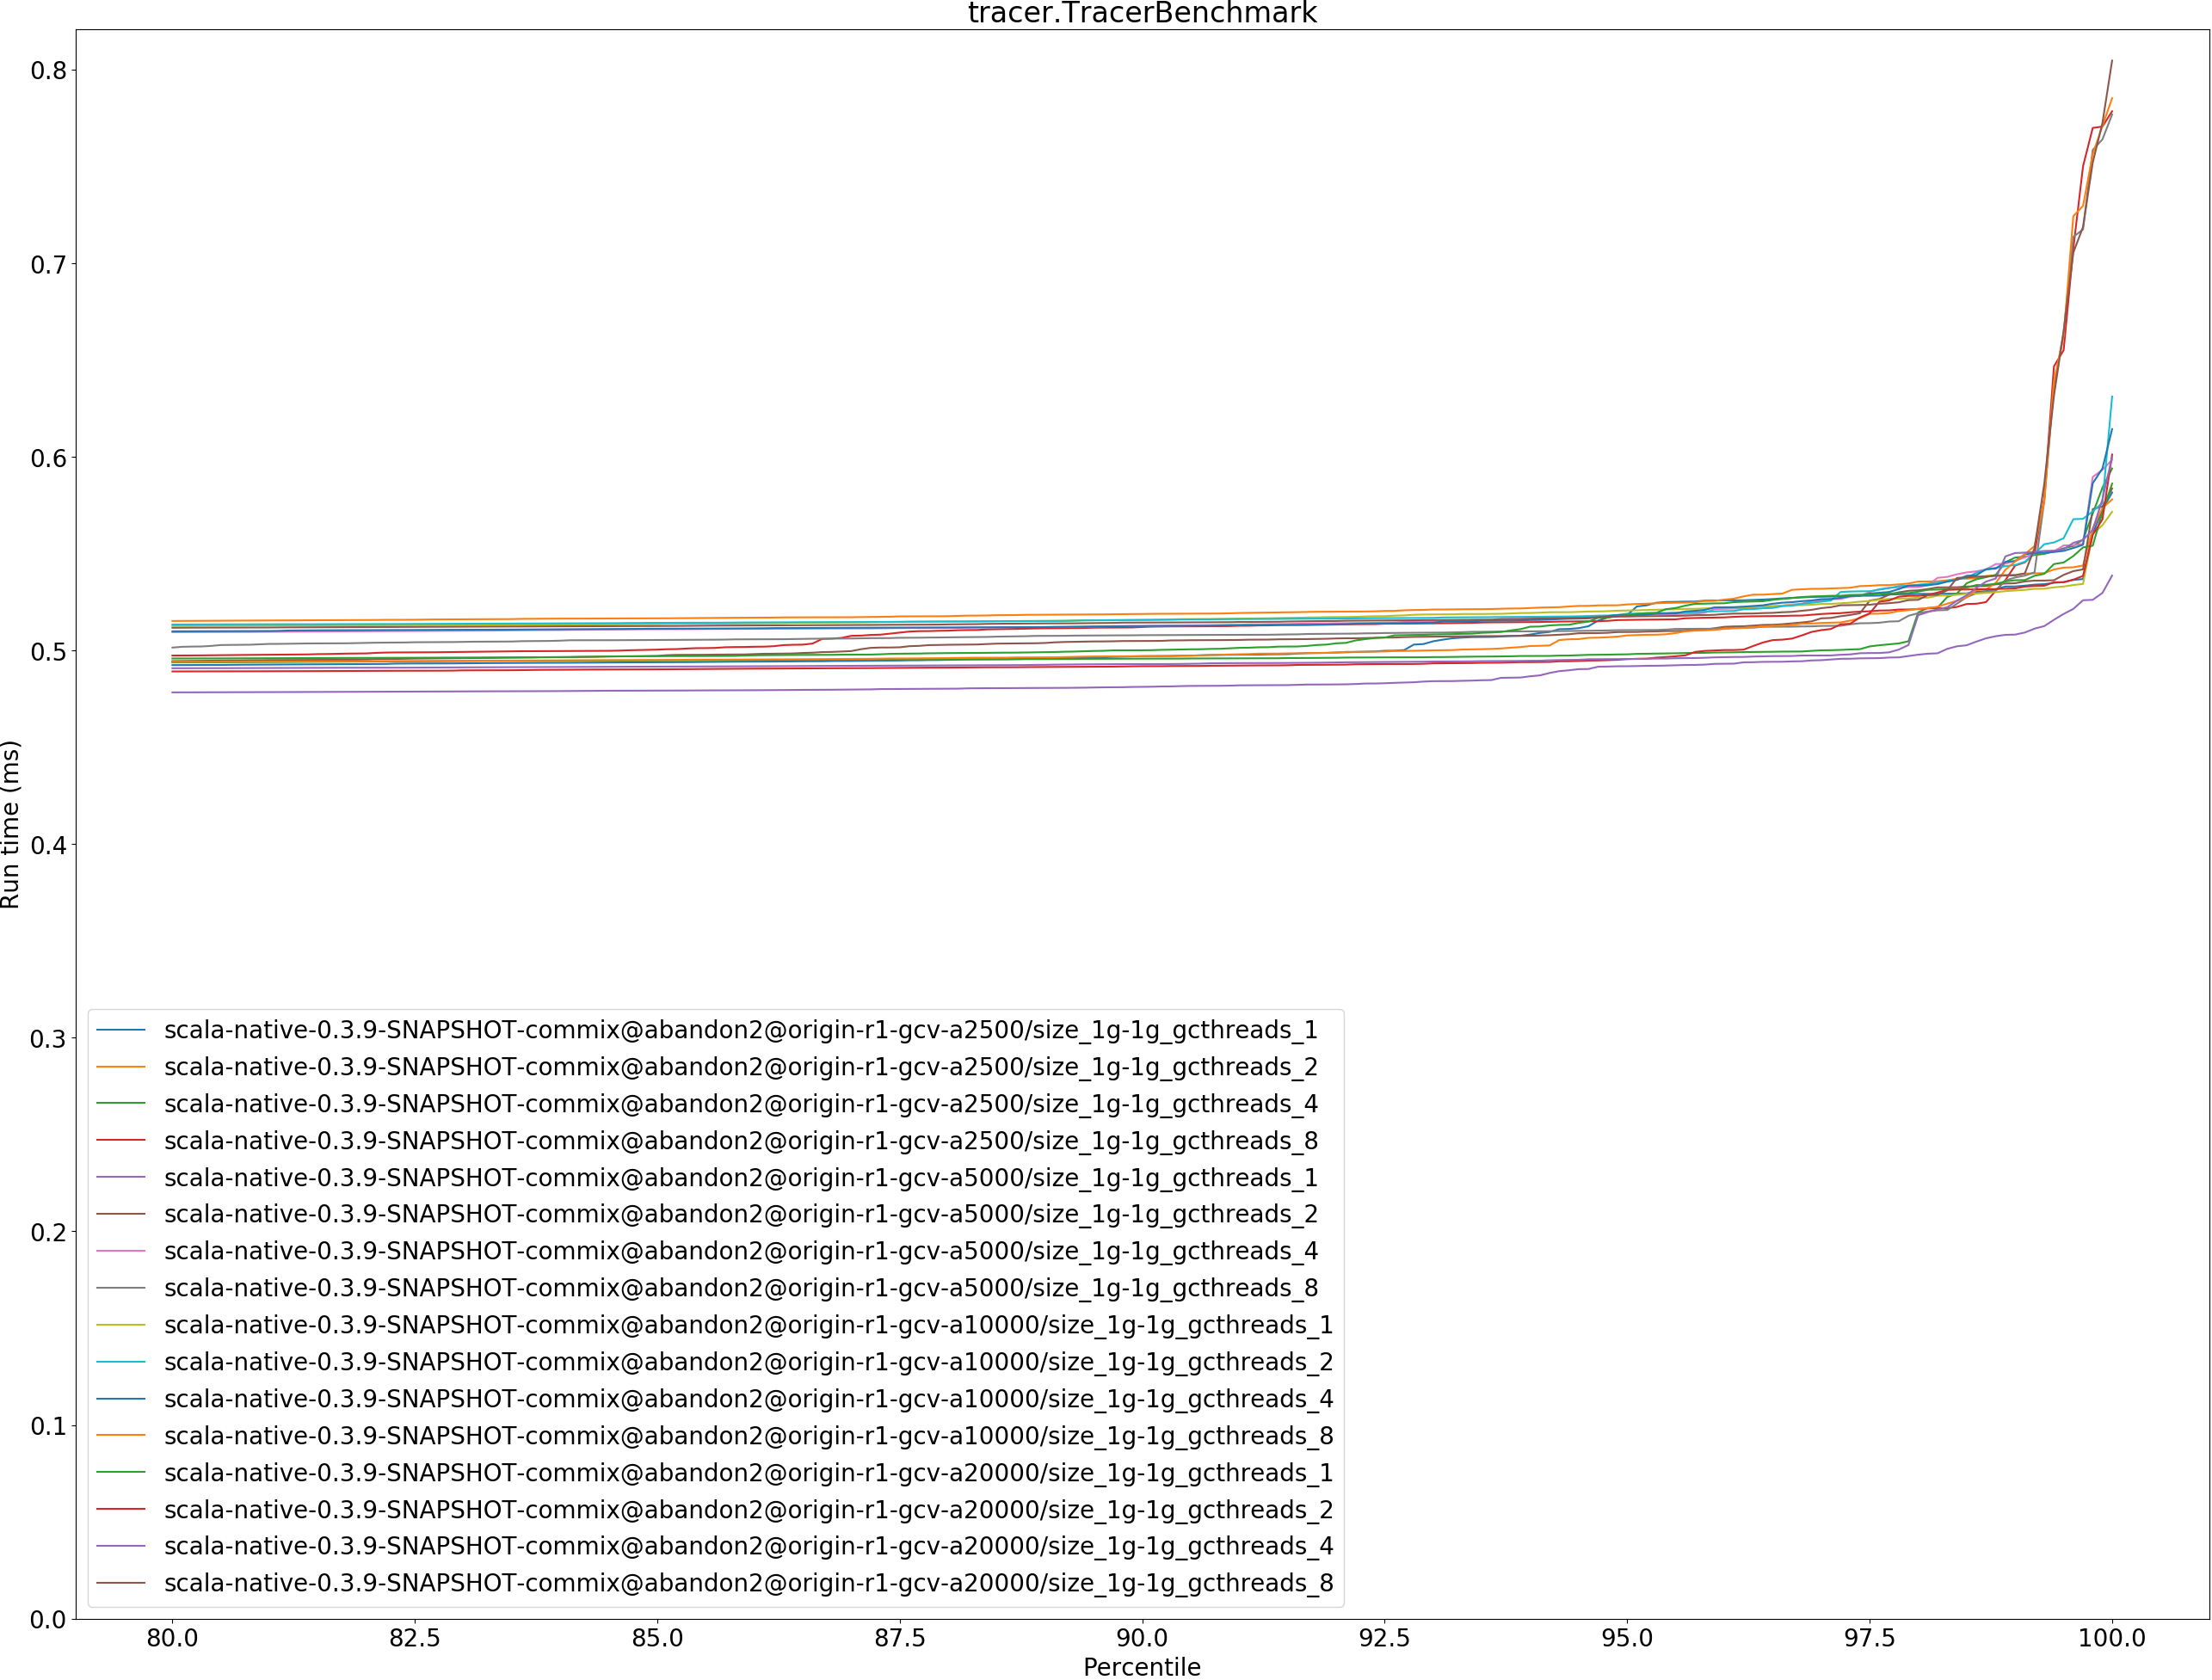 tracer.TracerBenchmark
0.8
0.7
0.6
0.5
0.4
0.3
0.2
0.1
0.0
Run time (ms)
scala-native-0.3.9-SNAPSHOT-commix@abandon2@origin-r1-gcv-a2500/size_1g-1g_gcthreads_1
scala-native-0.3.9-SNAPSHOT-commix@abandon2@origin-r1-gcv-a2500/size_1g-1g_gcthreads_2
scala-native-0.3.9-SNAPSHOT-commix@abandon2@origin-r1-gcv-a2500/size_1g-1g_gcthreads_4
scala-native-0.3.9-SNAPSHOT-commix@abandon2@origin-r1-gcv-a2500/size_1g-1g_gcthreads_8
scala-native-0.3.9-SNAPSHOT-commix@abandon2@origin-r1-gcv-a5000/size_1g-1g_gcthreads_1
scala-native-0.3.9-SNAPSHOT-commix@abandon2@origin-r1-gcv-a5000/size_1g-1g_gcthreads_2
scala-native-0.3.9-SNAPSHOT-commix@abandon2@origin-r1-gcv-a5000/size_1g-1g_gcthreads_4
scala-native-0.3.9-SNAPSHOT-commix@abandon2@origin-r1-gcv-a5000/size_1g-1g_gcthreads_8
scala-native-0.3.9-SNAPSHOT-commix@abandon2@origin-r1-gcv-a10000/size_1g-1g_gcthreads_1
scala-native-0.3.9-SNAPSHOT-commix@abandon2@origin-r1-gcv-a10000/size_1g-1g_gcthreads_2
scala-native-0.3.9-SNAPSHOT-commix@abandon2@origin-r1-gcv-a10000/size_1g-1g_gcthreads_4
scala-native-0.3.9-SNAPSHOT-commix@abandon2@origin-r1-gcv-a10000/size_1g-1g_gcthreads_8
scala-native-0.3.9-SNAPSHOT-commix@abandon2@origin-r1-gcv-a20000/size_1g-1g_gcthreads_1
scala-native-0.3.9-SNAPSHOT-commix@abandon2@origin-r1-gcv-a20000/size_1g-1g_gcthreads_2
scala-native-0.3.9-SNAPSHOT-commix@abandon2@origin-r1-gcv-a20000/size_1g-1g_gcthreads_4
scala-native-0.3.9-SNAPSHOT-commix@abandon2@origin-r1-gcv-a20000/size_1g-1g_gcthreads_8
80.0 82.5 85.0 87.5 90.0 92.5 95.0 97.5 100.0
Percentile